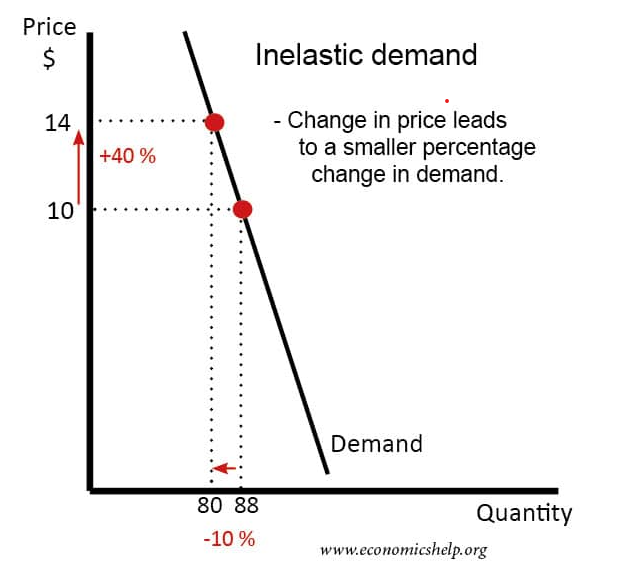 Price
$
Inelastic demand
14
- Change in price leads
to a smaller percentage
change in demand.
+40 %
10
Demand
80 88
Quantity
-10 %
www.economicshelp.org